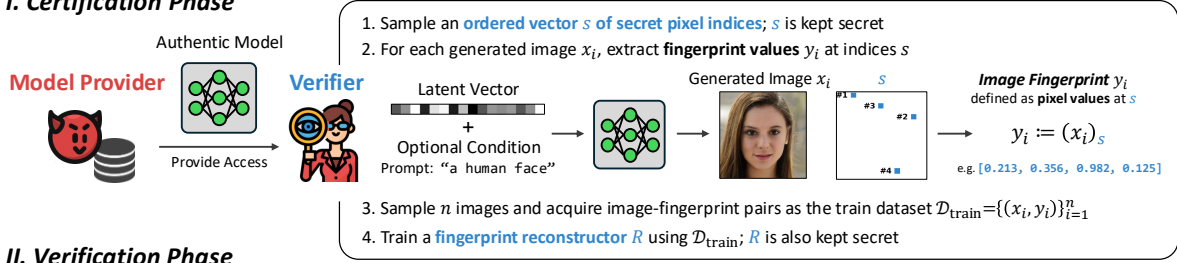 I. Certification Phase
1. Sample an ordered vector s of secret pixel indices; s is kept secret
2. For each generated image xᵢ, extract fingerprint values yᵢ at indices s
Authentic Model
Model Provider
Verifier
Provide Access
Latent Vector
+
Optional Condition
Prompt: “a human face”
Generated Image xᵢ
s
#1
#3
#2
#4
Image Fingerprint yᵢ
defined as pixel values at s
yᵢ := (xᵢ)ₛ
e.g. [0.213, 0.356, 0.982, 0.125]
3. Sample n images and acquire image-fingerprint pairs as the train dataset 𝒟_train={(xᵢ, yᵢ)}ⁿᵢ₌₁
4. Train a fingerprint reconstructor R using 𝒟_train; R is also kept secret
II. Verification Phase